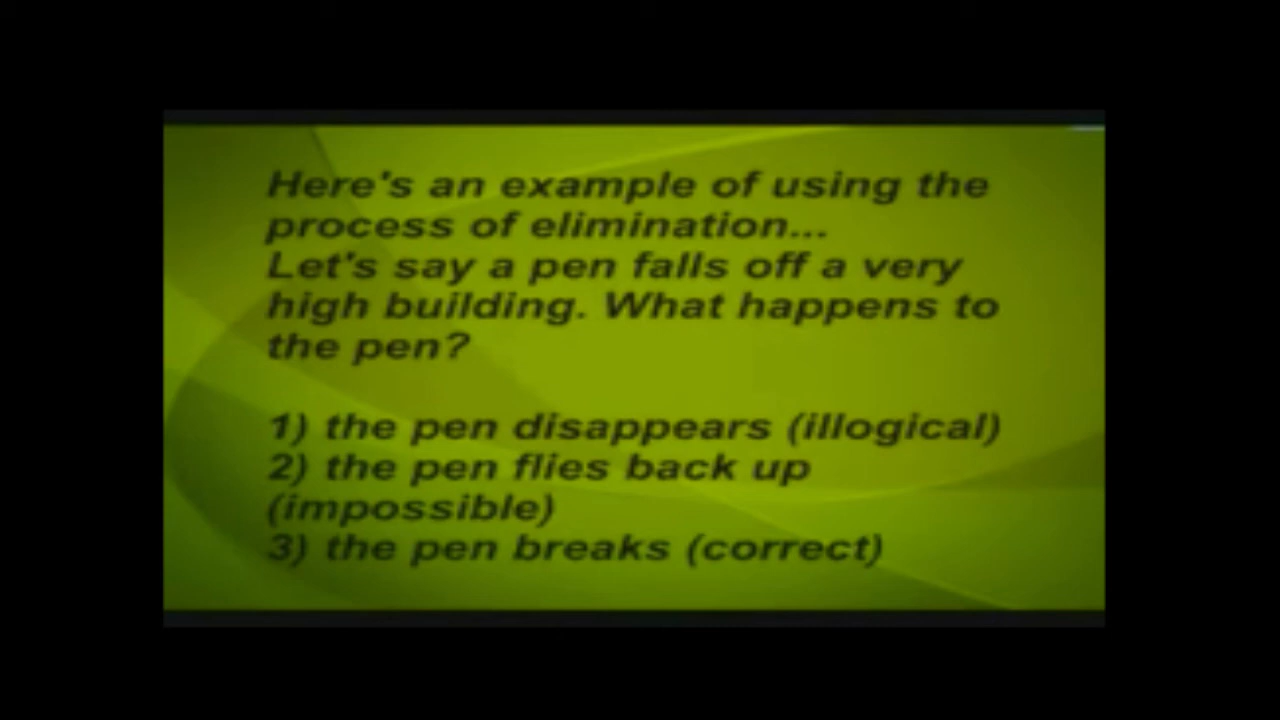 Here's an example of using the
process of elimination...
Let's say a pen falls off a very
high building. What happens to
the pen?
1) the pen disappears (illogical)
2) the pen flies back up
(impossible)
3) the pen breaks (correct)